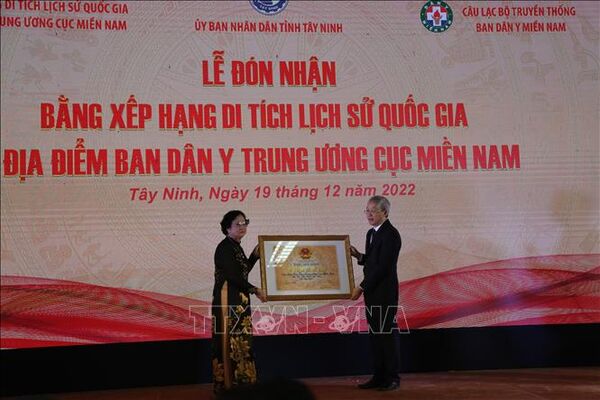 DI TÍCH LỊCH SỬ QUỐC GIA
TRUNG ƯƠNG CỤC MIỀN NAM
ỦY BAN NHÂN DÂN TỈNH TÂY NINH
CÂU LẠC BỘ TRUYỀN THỐNG
BAN DÂN Y MIỀN NAM
LỄ ĐÓN NHẬN
BẰNG XẾP HẠNG DI TÍCH LỊCH SỬ QUỐC GIA
ĐỊA ĐIỂM BAN DÂN Y TRUNG ƯƠNG CỤC MIỀN NAM
Tây Ninh, Ngày 19 tháng 12 năm 2022
TTXVN-VNA